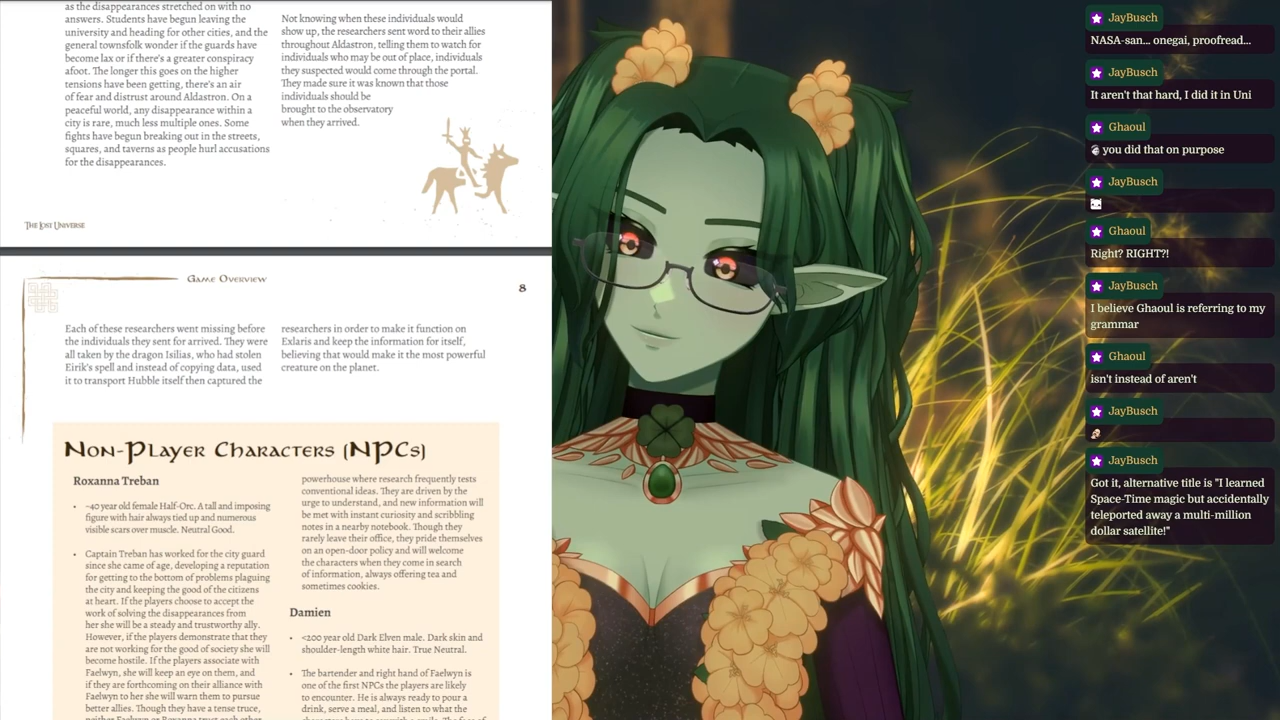 as the disappearances stretched on with no
answers. Students have begun leaving the
university and heading for other cities, and the
general townsfolk wonder if the guards have
become lax or if there's a greater conspiracy
afoot. The longer this goes on the higher
tensions have been getting, there's an air
of fear and distrust around Aldastron. On a
peaceful world, any disappearance within a
city is rare, much less multiple ones. Some
fights have begun breaking out in the streets,
squares, and taverns as people hurl accusations
for the disappearances.
Not knowing when these individuals would
show up, the researchers sent word to their allies
throughout Aldastron, telling them to watch for
individuals who may be out of place, individuals
they suspected would come through the portal.
They made sure it was known that those
individuals should be
brought to the observatory
when they arrived.
The Lost Universe
Game Overview
8
Each of these researchers went missing before
the individuals they sent for arrived. They were
all taken by the dragon Isilias, who had stolen
Eirik's spell and instead of copying data, used
it to transport Hubble itself then captured the
researchers in order to make it function on
Exlaris and keep the information for itself,
believing that would make it the most powerful
creature on the planet.
Non-Player Characters (NPCs)
Roxanna Treban
• ~40 year old female Half-Orc. A tall and imposing
figure with hair always tied up and numerous
visible scars over muscle. Neutral Good.
• Captain Treban has worked for the city guard
since she came of age, developing a reputation
for getting to the bottom of problems plaguing
the city and keeping the good of the citizens
at heart. If the players choose to accept the
work of solving the disappearances from
her she will be a steady and trustworthy ally.
However, if the players demonstrate that they
are not working for the good of society she will
become hostile. If the players associate with
Faelwyn, she will keep an eye on them, and
if they are forthcoming on their alliance with
Faelwyn to her she will warn them to pursue
better allies. Though they have a tense truce,
neither Faelwyn or Roxanna trust each other
powerhouse where research frequently tests
conventional ideas. They are driven by the
urge to understand, and new information will
be met with instant curiosity and scribbling
notes in a nearby notebook. Though they
rarely leave their office, they pride themselves
on an open-door policy and will welcome
the characters when they come in search
of information, always offering tea and
sometimes cookies.
Damien
• <200 year old Dark Elven male. Dark skin and
shoulder-length white hair. True Neutral.
• The bartender and right hand of Faelwyn is
one of the first NPCs the players are likely
to encounter. He is always ready to pour a
drink, serve a meal, and listen to what the
JayBusch
NASA-san... onegai, proofread...
JayBusch
It aren't that hard, I did it in Uni
Ghaoul
you did that on purpose
JayBusch
Ghaoul
Right? RIGHT?!
JayBusch
I believe Ghaoul is referring to my
grammar
Ghaoul
isn't instead of aren't
JayBusch
JayBusch
Got it, alternative title is "I learned
Space-Time magic but accidentally
teleported away a multi-million
dollar satellite!"